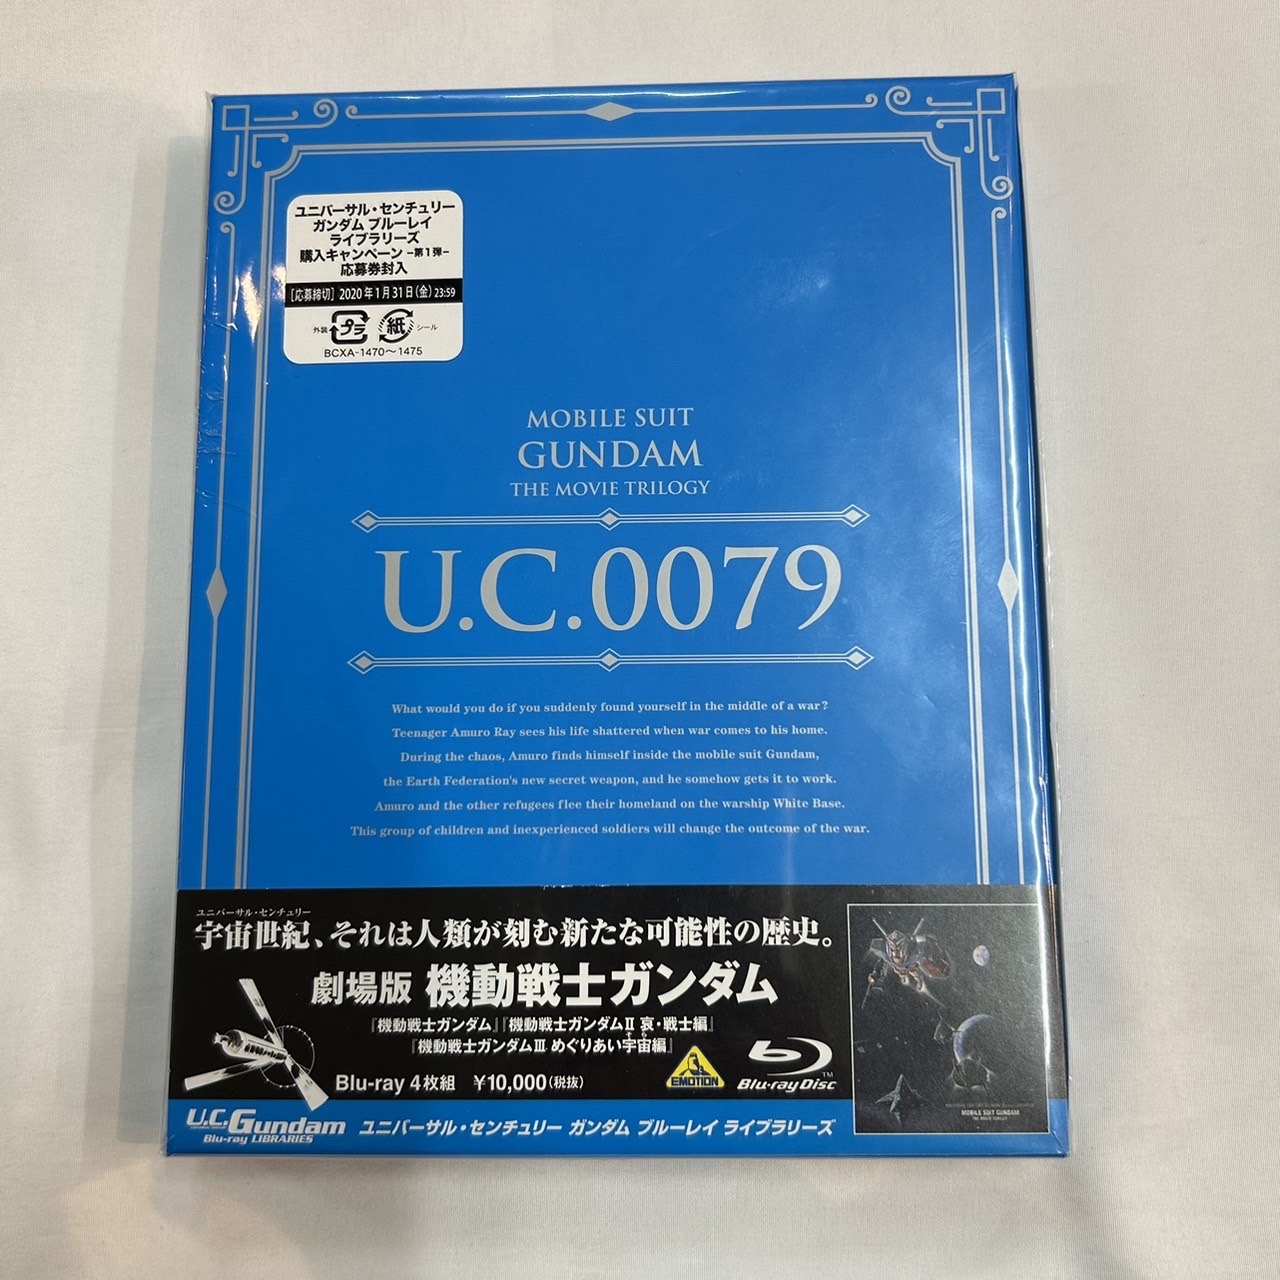 ユニバーサル・センチュリー
ガンダム ブルーレイ
ライブラリーズ
購入キャンペーン -第1弾-
応募券封入
[応募締切] 2020年1月31日(金) 23:59
外装 プラ 紙 シール
BCXA-1470～1475
MOBILE SUIT
GUNDAM
THE MOVIE TRILOGY
U.C.0079
What would you do if you suddenly found yourself in the middle of a war?
Teenager Amuro Ray sees his life shattered when war comes to his home.
During the chaos, Amuro finds himself inside the mobile suit Gundam,
the Earth Federation's new secret weapon, and he somehow gets it to work.
Amuro and the other refugees flee their homeland on the warship White Base.
This group of children and inexperienced soldiers will change the outcome of the war.
ユニバーサル・センチュリー
宇宙世紀、それは人類が刻む新たな可能性の歴史。
劇場版 機動戦士ガンダム
『機動戦士ガンダム』『機動戦士ガンダムⅡ 哀・戦士編』
『機動戦士ガンダムⅢ めぐりあい宇宙編』
Blu-ray 4枚組 ¥10,000(税抜)
EMOTION
Blu-ray Disc TM
MOBILE SUIT GUNDAM
THE MOVIE TRILOGY
U.C.Gundam
Blu-ray LIBRARIES
ユニバーサル・センチュリー ガンダム ブルーレイ ライブラリーズ